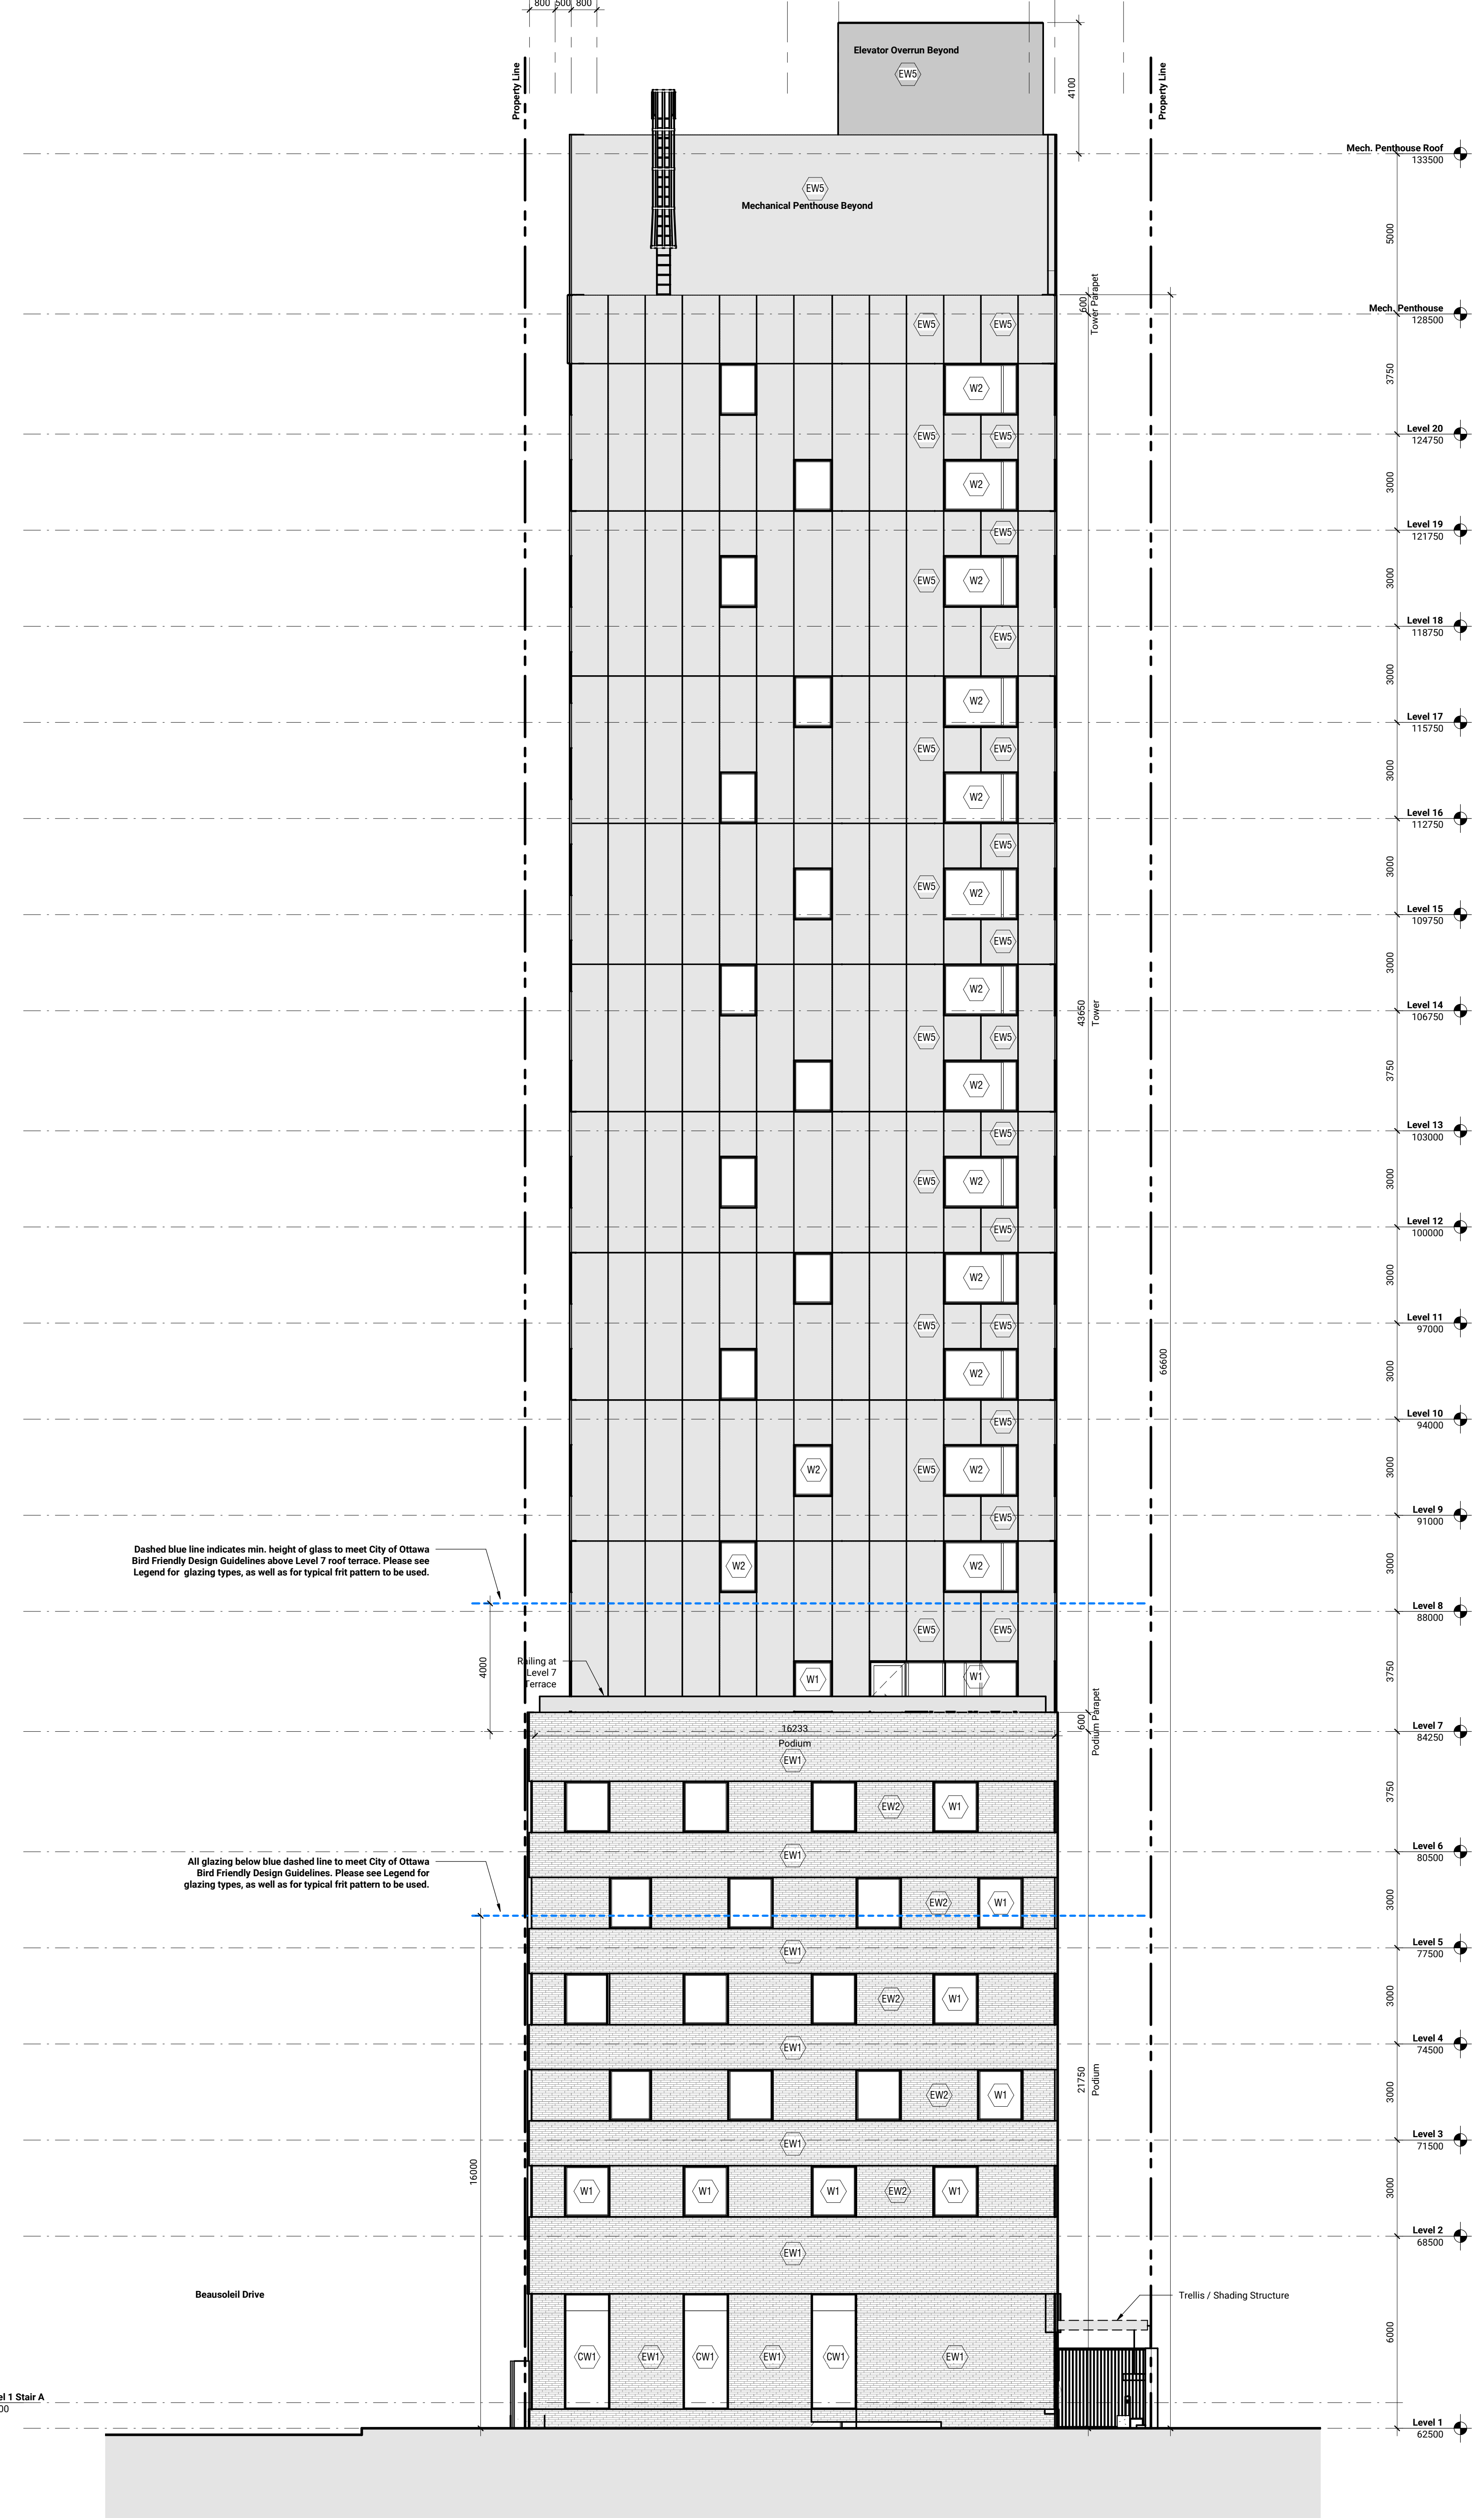 800 500 800
Elevator Overrun Beyond
EW5
4100
Property Line
Property Line
Mech. Penthouse Roof
133500
EW5
Mechanical Penthouse Beyond
5000
600
Tower Parapet
Mech. Penthouse
128500
EW5 EW5
3750
W2
Level 20
124750
EW5 EW5
W2
3000
Level 19
121750
EW5
EW5 W2
3000
Level 18
118750
EW5
W2
3000
Level 17
115750
EW5 EW5
W2
3000
Level 16
112750
EW5
EW5 W2
3000
Level 15
109750
EW5
W2
3000
Level 14
106750
43650
Tower
EW5 EW5
W2
3750
Level 13
103000
EW5
EW5 W2
3000
Level 12
100000
EW5
W2
3000
Level 11
97000
EW5 EW5
66600
W2
3000
Level 10
94000
EW5
W2 EW5 W2
3000
Level 9
91000
EW5
Dashed blue line indicates min. height of glass to meet City of Ottawa
Bird Friendly Design Guidelines above Level 7 roof terrace. Please see
Legend for glazing types, as well as for typical frit pattern to be used.
W2 W2
3000
Level 8
88000
EW5 EW5
4000
Railing at
Level 7
Terrace
W1 W1
3750
600
Podium Parapet
Level 7
84250
16233
Podium
EW1
3750
EW2 W1
Level 6
80500
EW1
All glazing below blue dashed line to meet City of Ottawa
Bird Friendly Design Guidelines. Please see Legend for
glazing types, as well as for typical frit pattern to be used.
EW2 W1
3000
Level 5
77500
EW1
EW2 W1
3000
Level 4
74500
EW1
21750
Podium
EW2 W1
3000
Level 3
71500
EW1
16000
W1 W1 W1 EW2 W1
3000
Level 2
68500
EW1
Beausoleil Drive
Trellis / Shading Structure
6000
CW1 EW1 CW1 EW1 CW1 EW1
el 1 Stair A
00
Level 1
62500